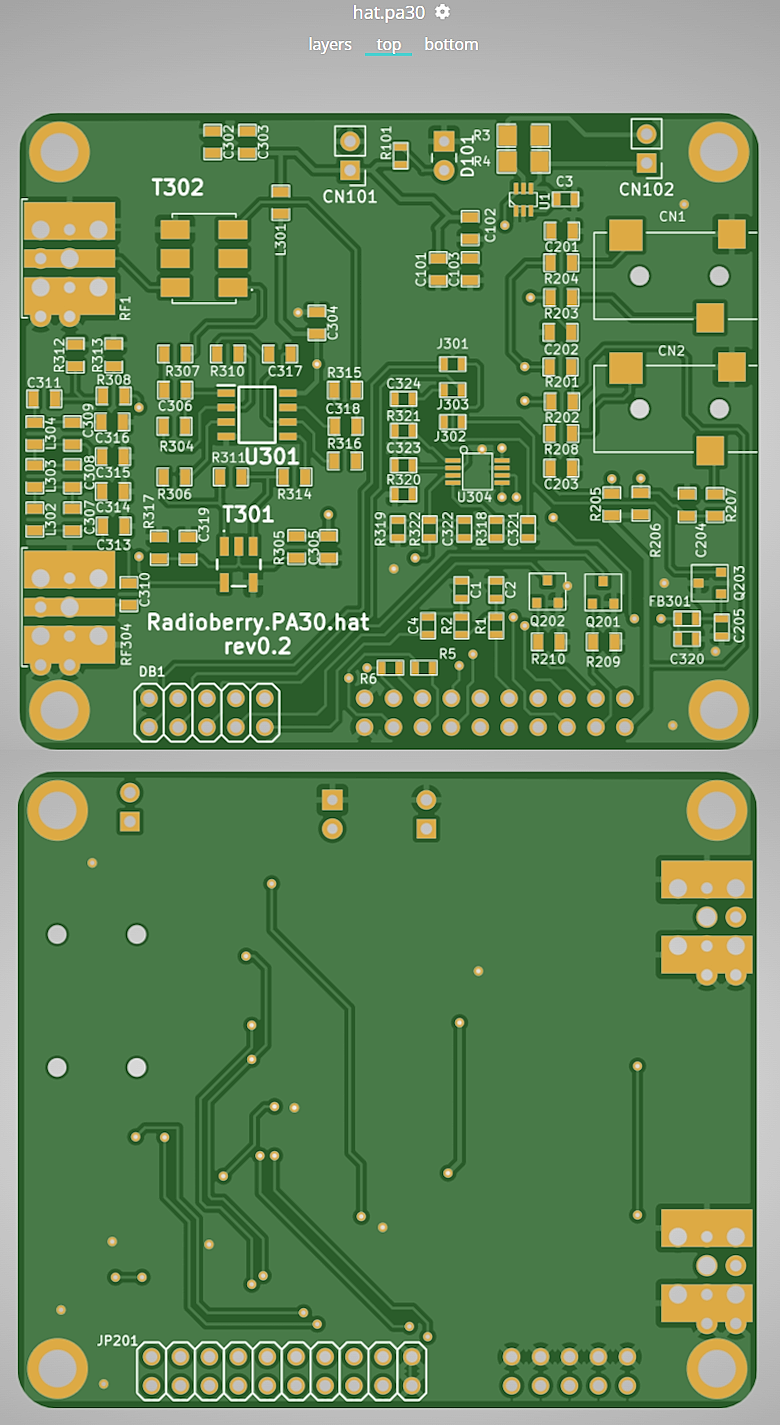 hat.pa30
layers top bottom
C302
C303
R101
D101
R3
R4
CN101
CN102
T302
L301
C102
U1
C3
CN1
C201
R204
C101
C103
R203
RF1
C304
C202
CN2
R312
R313
R307
R310
C317
J301
R201
C311
R308
C306
R315
C324
J303
R202
L304
C309
C316
R304
C318
R321
J302
R208
R311
U301
R316
C323
L303
C308
C315
R306
R314
R320
U304
C203
L302
C307
C314
C313
R317
C319
T301
R305
C305
R319
R322
C322
R318
C321
R205
R206
C204
R207
C310
C1
C2
Q202
Q201
Q203
FB301
Radioberry.PA30.hat
rev0.2
RF304
C4
R2
R1
R210
R209
C320
C205
DB1
R6
R5
JP201